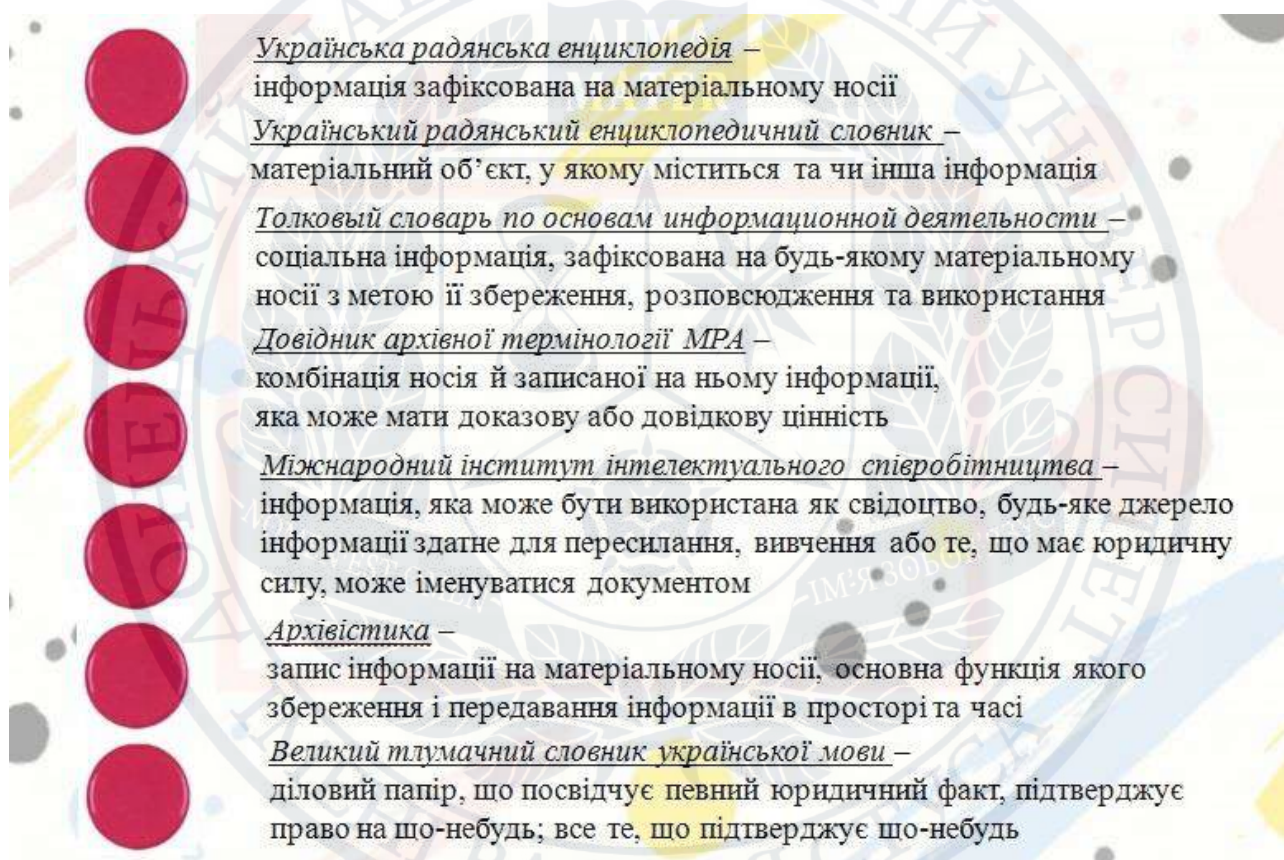 Українська радянська енциклопедія –
інформація зафіксована на матеріальному носії
Український радянський енциклопедичний словник –
матеріальний об’єкт, у якому міститься та чи інша інформація
Толковый словарь по основам информационной деятельности –
соціальна інформація, зафіксована на будь-якому матеріальному
носії з метою її збереження, розповсюдження та використання
Довідник архівної термінології МРА –
комбінація носія й записаної на ньому інформації,
яка може мати доказову або довідкову цінність
Міжнародний інститут інтелектуального співробітництва –
інформація, яка може бути використана як свідоцтво, будь-яке джерело
інформації здатне для пересилання, вивчення або те, що має юридичну
силу, може іменуватися документом
Архівістика –
запис інформації на матеріальному носії, основна функція якого
збереження і передавання інформації в просторі та часі
Великий тлумачний словник української мови –
діловий папір, що посвідчує певний юридичний факт, підтверджує
право на що-небудь; все те, що підтверджує що-небудь